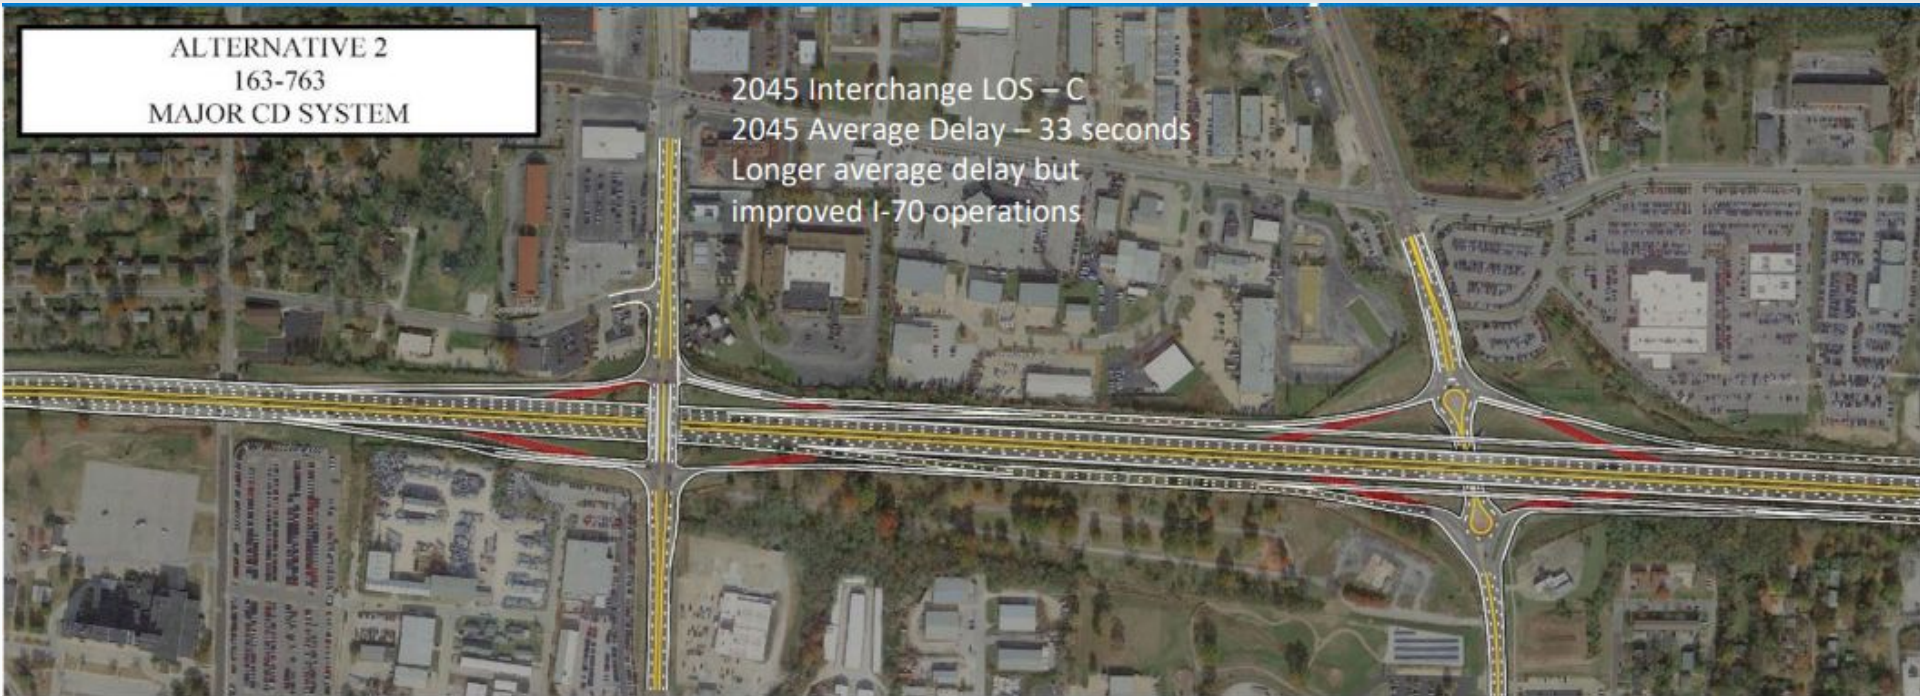 ALTERNATIVE 2
163-763
MAJOR CD SYSTEM
2045 Interchange LOS – C
2045 Average Delay – 33 seconds
Longer average delay but
improved I-70 operations